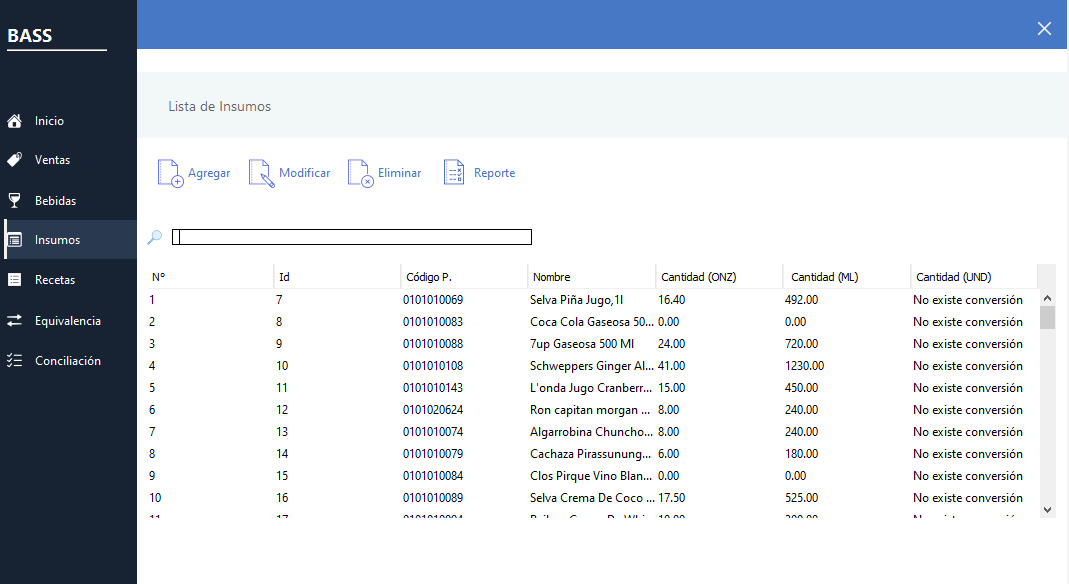 BASS
Inicio
Ventas
Bebidas
Insumos
Recetas
Equivalencia
Conciliación
Lista de Insumos
Agregar Modificar Eliminar Reporte
N° Id Código P. Nombre Cantidad (ONZ) Cantidad (ML) Cantidad (UND)
1 7 0101010069 Selva Piña Jugo,1l 16.40 492.00 No existe conversión
2 8 0101010083 Coca Cola Gaseosa 50... 0.00 0.00 No existe conversión
3 9 0101010088 7up Gaseosa 500 Ml 24.00 720.00 No existe conversión
4 10 0101010108 Schweppers Ginger Al... 41.00 1230.00 No existe conversión
5 11 0101010143 L'onda Jugo Cranberr... 15.00 450.00 No existe conversión
6 12 0101020624 Ron capitan morgan ... 8.00 240.00 No existe conversión
7 13 0101010074 Algarrobina Chuncho... 8.00 240.00 No existe conversión
8 14 0101010079 Cachaza Pirassunung... 6.00 180.00 No existe conversión
9 15 0101010084 Clos Pirque Vino Blan... 0.00 0.00 No existe conversión
10 16 0101010089 Selva Crema De Coco ... 17.50 525.00 No existe conversión